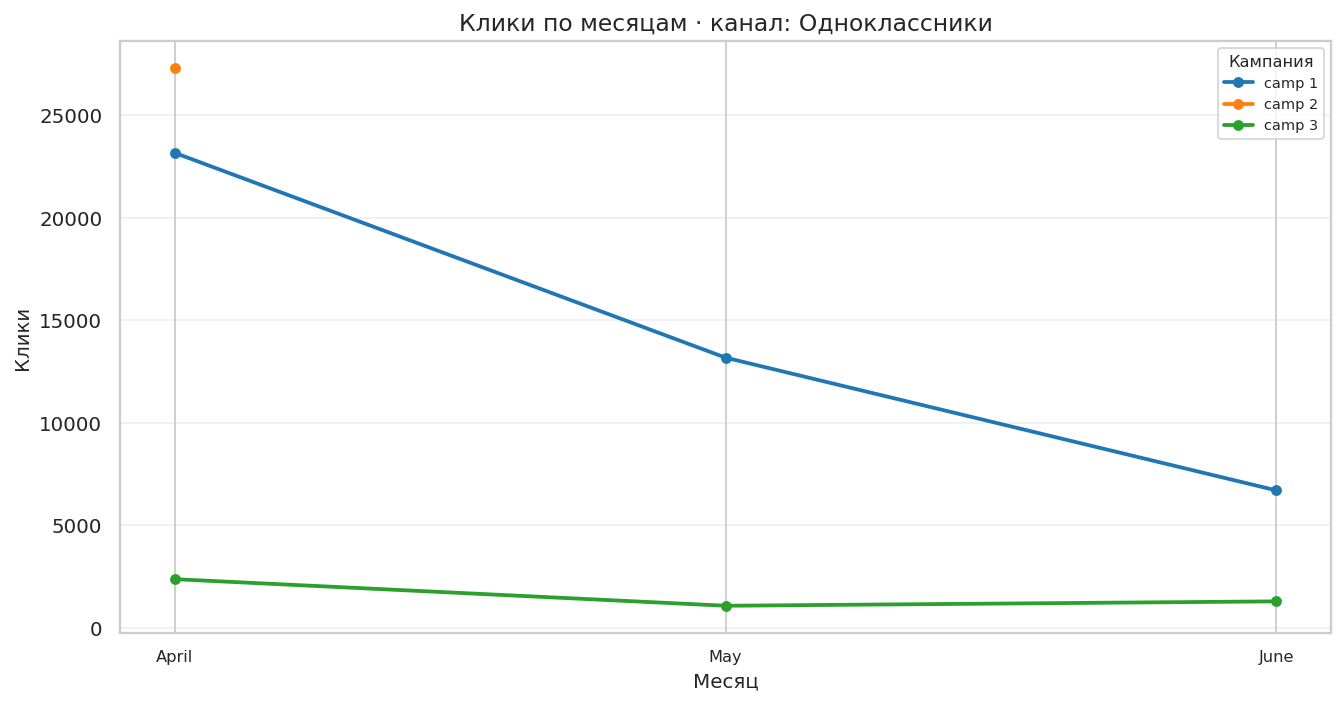 Клики по месяцам · канал: Одноклассники
Кампания
camp 1
camp 2
camp 3
Клики
25000
20000
15000
10000
5000
0
April
May
June
Месяц